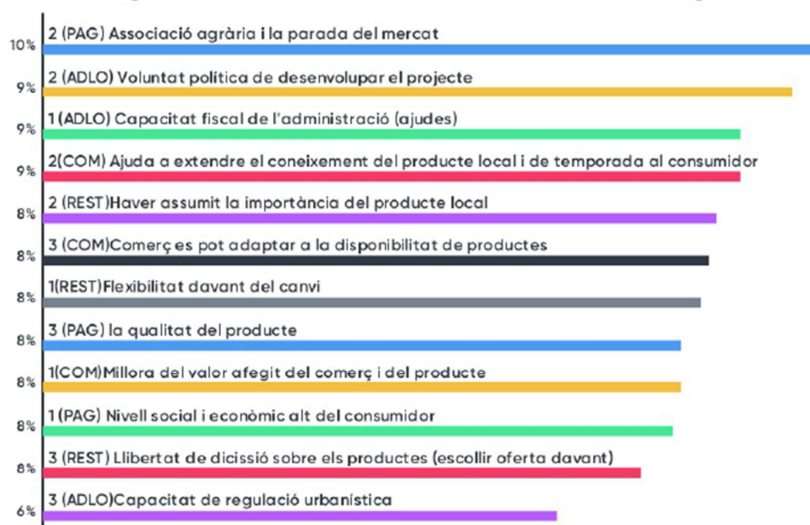 2 (PAG) Associació agrària i la parada del mercat
10%
2 (ADLO) Voluntat política de desenvolupar el projecte
9%
1 (ADLO) Capacitat fiscal de l'administració (ajudes)
9%
2(COM) Ajuda a extendre el coneixement del producte local i de temporada al consumidor
9%
2 (REST)Haver assumit la importància del producte local
8%
3 (COM)Comerç es pot adaptar a la disponibilitat de productes
8%
1(REST)Flexibilitat davant del canvi
8%
3 (PAG) la qualitat del producte
8%
1(COM)Millora del valor afegit del comerç i del producte
8%
1 (PAG) Nivell social i econòmic alt del consumidor
8%
3 (REST) Llibertat de dicissió sobre els productes (escollir oferta davant)
8%
3 (ADLO)Capacitat de regulació urbanística
6%